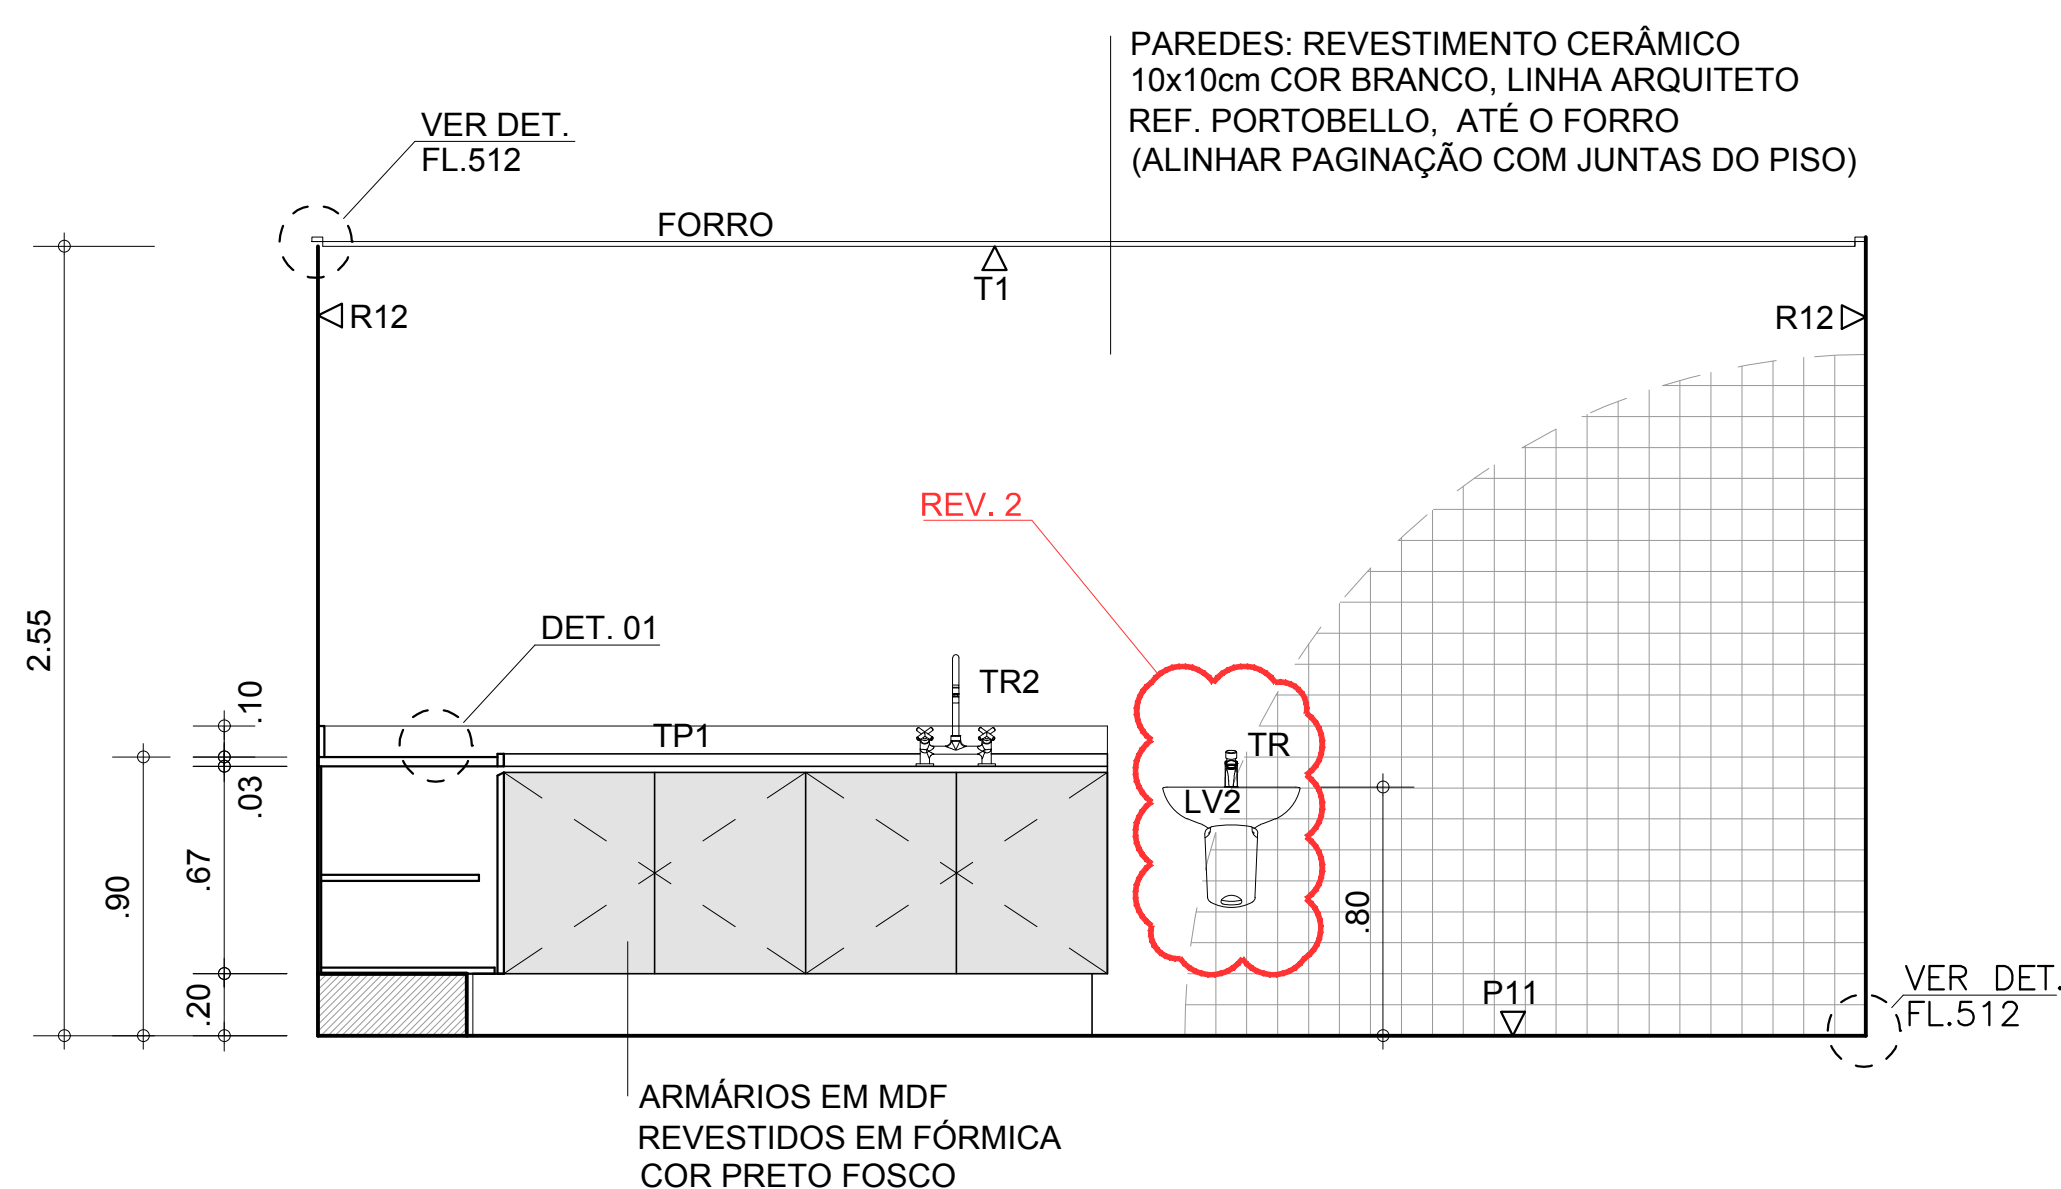 PAREDES: REVESTIMENTO CERÂMICO
10x10cm COR BRANCO, LINHA ARQUITETO
REF. PORTOBELLO, ATÉ O FORRO
(ALINHAR PAGINAÇÃO COM JUNTAS DO PISO)
VER DET.
FL.512
FORRO
T1
R12
R12
REV. 2
2.55
DET. 01
.10
TR2
TP1
TR
.03
LV2
.67
.90
.80
.20
P11
VER DET.
FL.512
ARMÁRIOS EM MDF
REVESTIDOS EM FÓRMICA
COR PRETO FOSCO